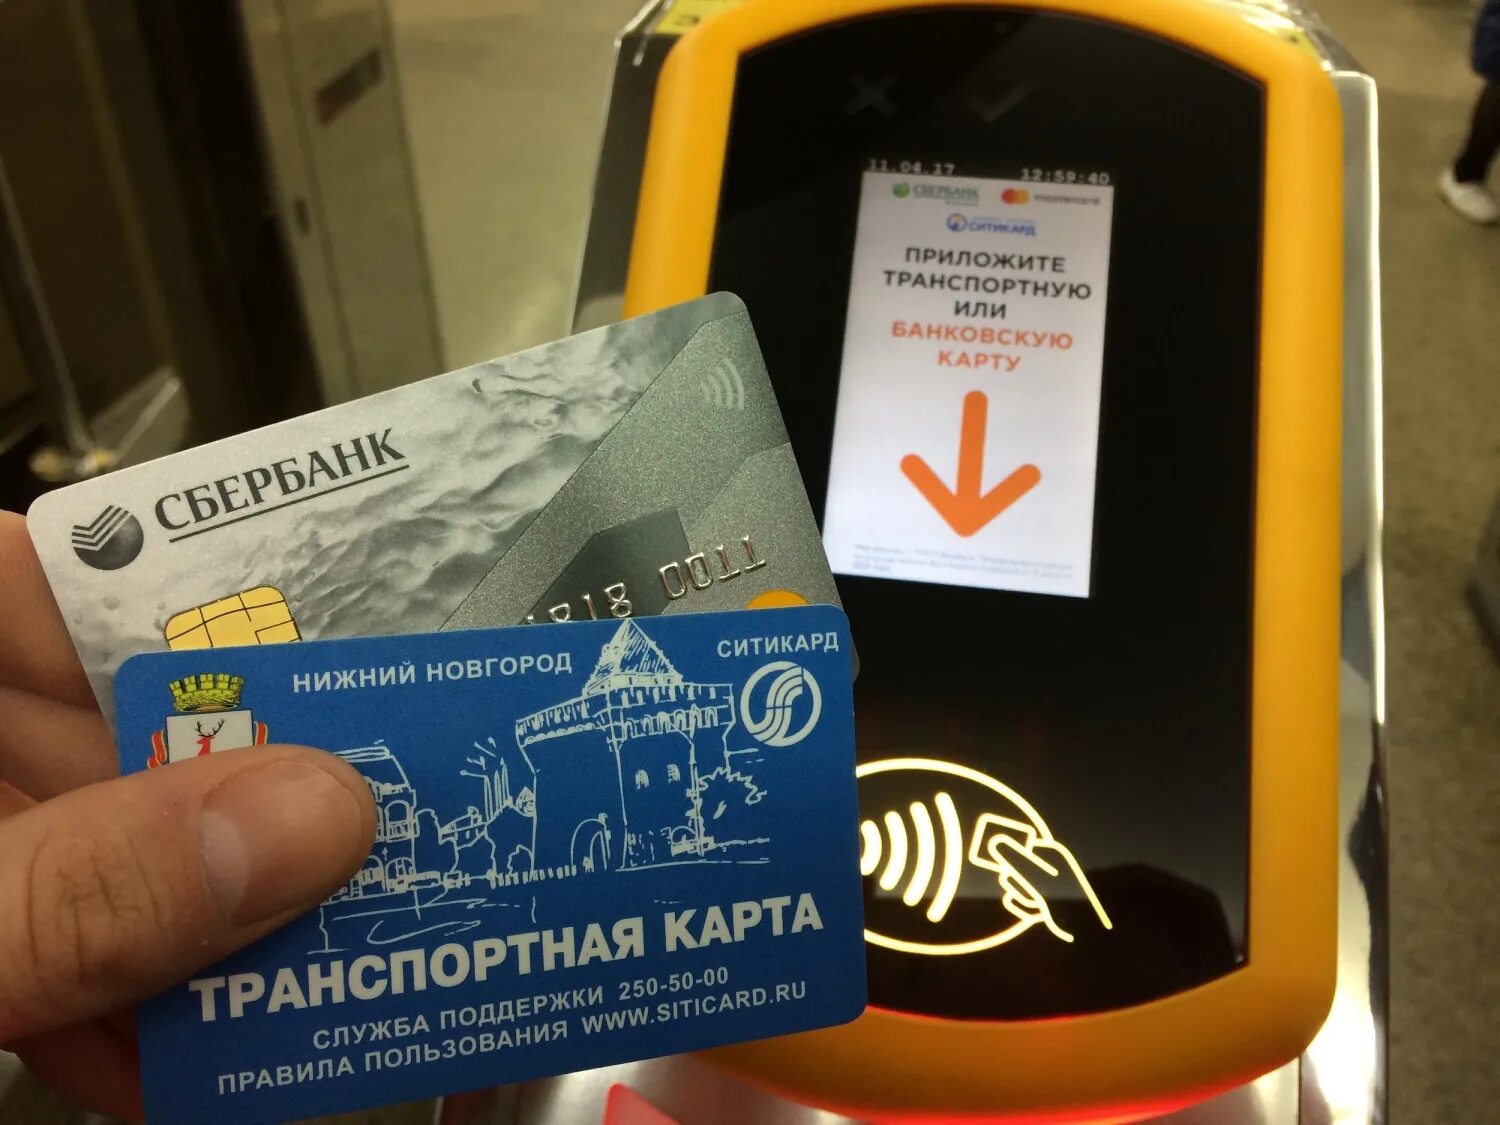 11.04.17 12:59:40
СБЕРБАНК mastercard
СИТИКАРД
ПРИЛОЖИТЕ
ТРАНСПОРТНУЮ
ИЛИ
БАНКОВСКУЮ
КАРТУ
СБЕРБАНК
1818 0011
НИЖНИЙ НОВГОРОД
СИТИКАРД
ТРАНСПОРТНАЯ КАРТА
СЛУЖБА ПОДДЕРЖКИ 250-50-00
ПРАВИЛА ПОЛЬЗОВАНИЯ WWW.SITICARD.RU